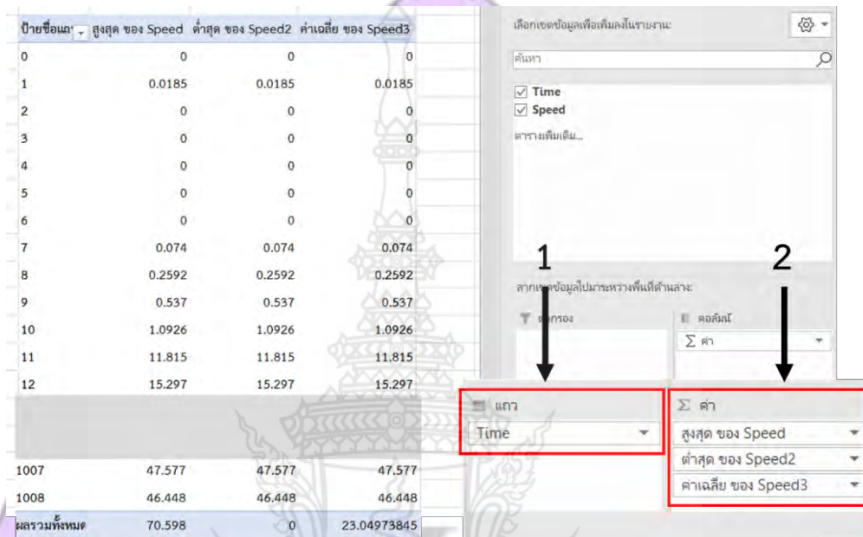 ป้ายชื่อแถว สูงสุด ของ Speed ต่ำสุด ของ Speed2 ค่าเฉลี่ย ของ Speed3
0 0 0 0
1 0.0185 0.0185 0.0185
2 0 0 0
3 0 0 0
4 0 0 0
5 0 0 0
6 0 0 0
7 0.074 0.074 0.074
8 0.2592 0.2592 0.2592
9 0.537 0.537 0.537
10 1.0926 1.0926 1.0926
11 11.815 11.815 11.815
12 15.297 15.297 15.297
1007 47.577 47.577 47.577
1008 46.448 46.448 46.448
ผลรวมทั้งหมด 70.598 0 23.04973845
เลือกเขตข้อมูลเพื่อเพิ่มลงในรายงาน:
ค้นหา
Time
Speed
ตารางเพิ่มเติม...
1 2
ลากเขตข้อมูลไปมาระหว่างพื้นที่ด้านล่าง:
ตัวกรอง
คอลัมน์
Σ ค่า
แถว
Time
Σ ค่า
สูงสุด ของ Speed
ต่ำสุด ของ Speed2
ค่าเฉลี่ย ของ Speed3